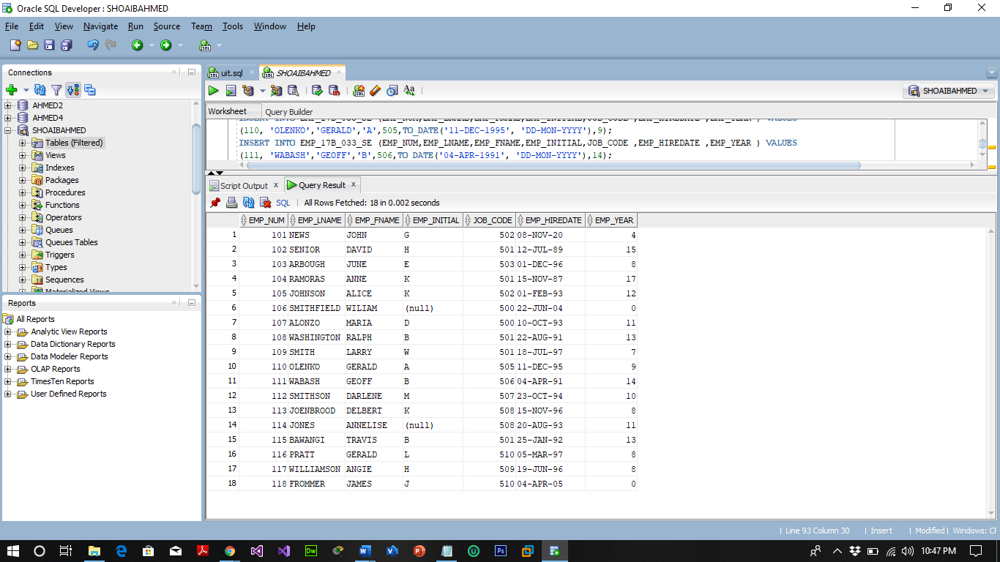 Oracle SQL Developer : SHOAIBAHMED
File Edit View Navigate Run Source Team Tools Window Help
Connections
AHMED2
AHMED4
SHOAIBAHMED
Tables (Filtered)
Views
Indexes
Packages
Procedures
Functions
Operators
Queues
Queues Tables
Triggers
Types
Sequences
Materialized Views
Reports
All Reports
Analytic View Reports
Data Dictionary Reports
Data Modeler Reports
OLAP Reports
TimesTen Reports
User Defined Reports
uit.sql SHOAIBAHMED
SHOAIBAHMED
Worksheet Query Builder
INSERT INTO EMP_17B_033_SE (EMP_NUM,EMP_LNAME,EMP_FNAME,EMP_INITIAL,JOB_CODE ,EMP_HIREDATE ,EMP_YEAR ) VALUES
(110, 'OLENKO','GERALD','A',505,TO_DATE('11-DEC-1995', 'DD-MON-YYYY'),9);
INSERT INTO EMP_17B_033_SE (EMP_NUM,EMP_LNAME,EMP_FNAME,EMP_INITIAL,JOB_CODE ,EMP_HIREDATE ,EMP_YEAR ) VALUES
(111, 'WABASH','GEOFF','B',506,TO_DATE('04-APR-1991', 'DD-MON-YYYY'),14);
Script Output x Query Result x
SQL | All Rows Fetched: 18 in 0.002 seconds
EMP_NUM EMP_LNAME EMP_FNAME EMP_INITIAL JOB_CODE EMP_HIREDATE EMP_YEAR
1 101 NEWS JOHN G 502 08-NOV-20 4
2 102 SENIOR DAVID H 501 12-JUL-89 15
3 103 ARBOUGH JUNE E 503 01-DEC-96 8
4 104 RAMORAS ANNE K 501 15-NOV-87 17
5 105 JOHNSON ALICE K 502 01-FEB-93 12
6 106 SMITHFIELD WILIAM (null) 500 22-JUN-04 0
7 107 ALONZO MARIA D 500 10-OCT-93 11
8 108 WASHINGTON RALPH B 501 22-AUG-91 13
9 109 SMITH LARRY W 501 18-JUL-97 7
10 110 OLENKO GERALD A 505 11-DEC-95 9
11 111 WABASH GEOFF B 506 04-APR-91 14
12 112 SMITHSON DARLENE M 507 23-OCT-94 10
13 113 JOENBROOD DELBERT K 508 15-NOV-96 8
14 114 JONES ANNELISE (null) 508 20-AUG-93 11
15 115 BAWANGI TRAVIS B 501 25-JAN-92 13
16 116 PRATT GERALD L 510 05-MAR-97 8
17 117 WILLIAMSON ANGIE H 509 19-JUN-96 8
18 118 FROMMER JAMES J 510 04-APR-05 0
| Line 93 Column 30 | Insert | Modified | Windows: CF
10:47 PM